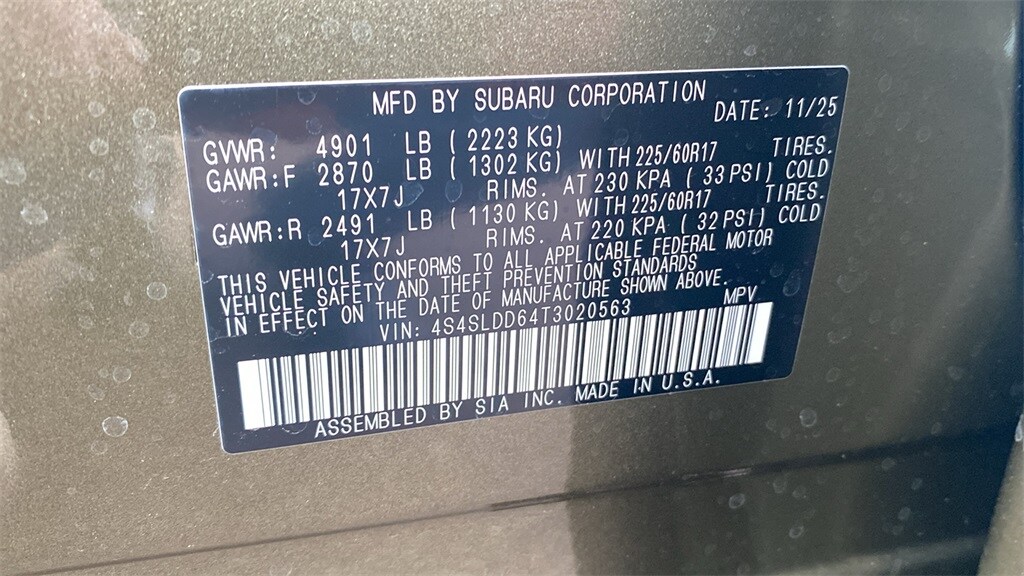 MFD BY SUBARU CORPORATION DATE: 11/25
GVWR: 4901 LB ( 2223 KG)
GAWR:F 2870 LB ( 1302 KG) WITH 225/60R17 TIRES.
17X7J RIMS. AT 230 KPA ( 33 PSI) COLD
GAWR:R 2491 LB ( 1130 KG) WITH 225/60R17 TIRES.
17X7J RIMS. AT 220 KPA ( 32 PSI) COLD
THIS VEHICLE CONFORMS TO ALL APPLICABLE FEDERAL MOTOR
VEHICLE SAFETY AND THEFT PREVENTION STANDARDS
IN EFFECT ON THE DATE OF MANUFACTURE SHOWN ABOVE.
VIN: 4S4SLDD64T3020563 MPV
ASSEMBLED BY SIA INC. MADE IN U.S.A.